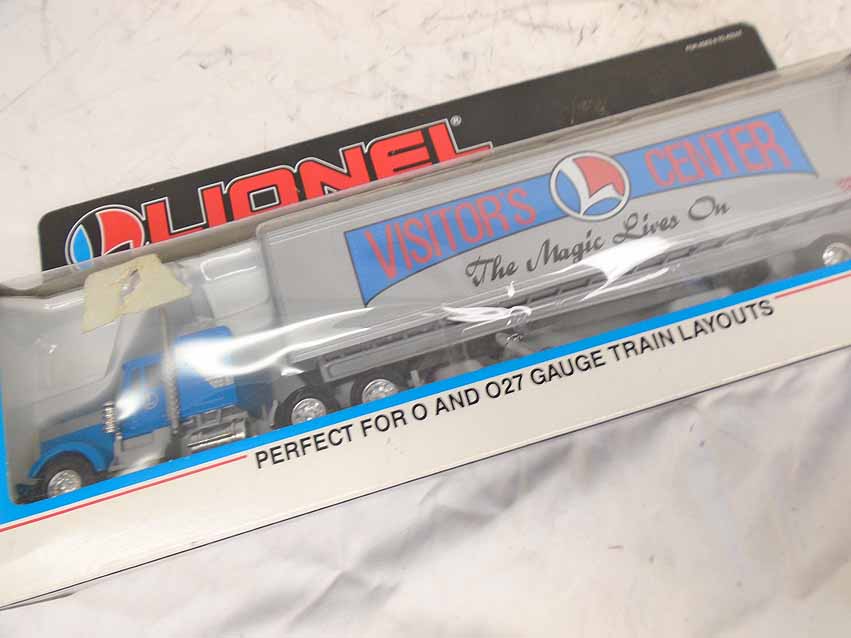 LIONEL®
VISITOR'S CENTER
The Magic Lives On
PERFECT FOR O AND O27 GAUGE TRAIN LAYOUTS